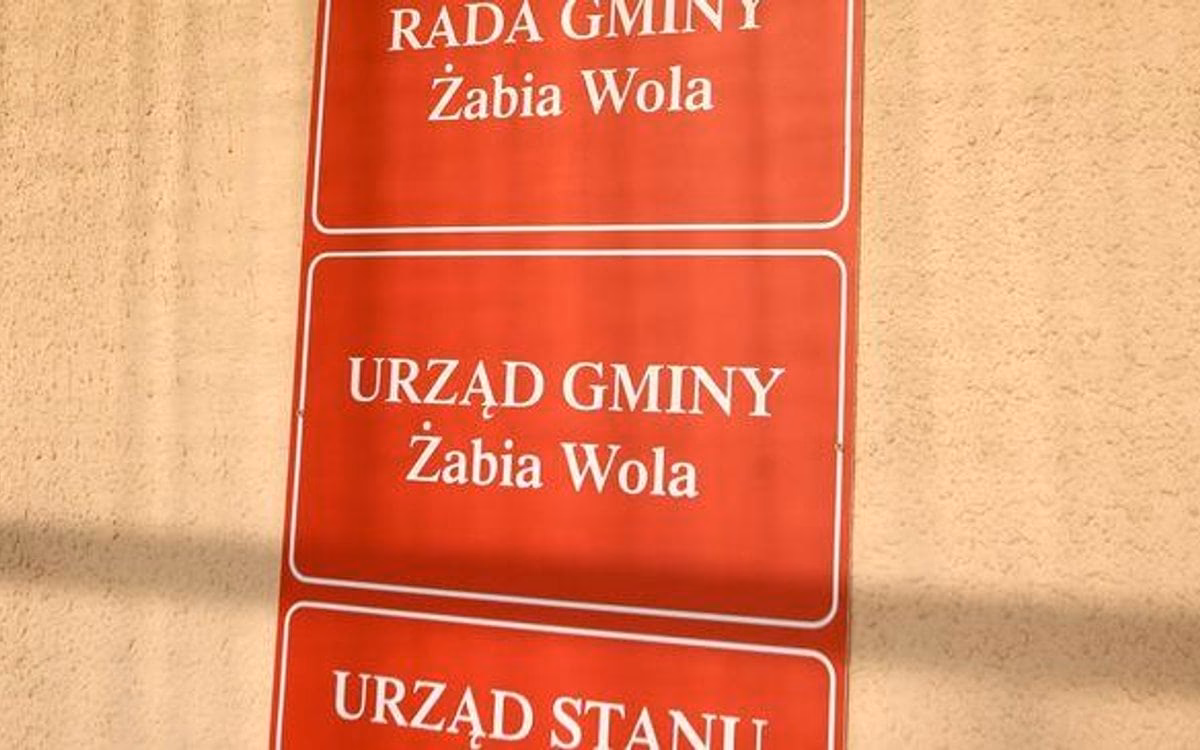 RADA GMINY
Żabia Wola
URZĄD GMINY
Żabia Wola
URZĄD STANU